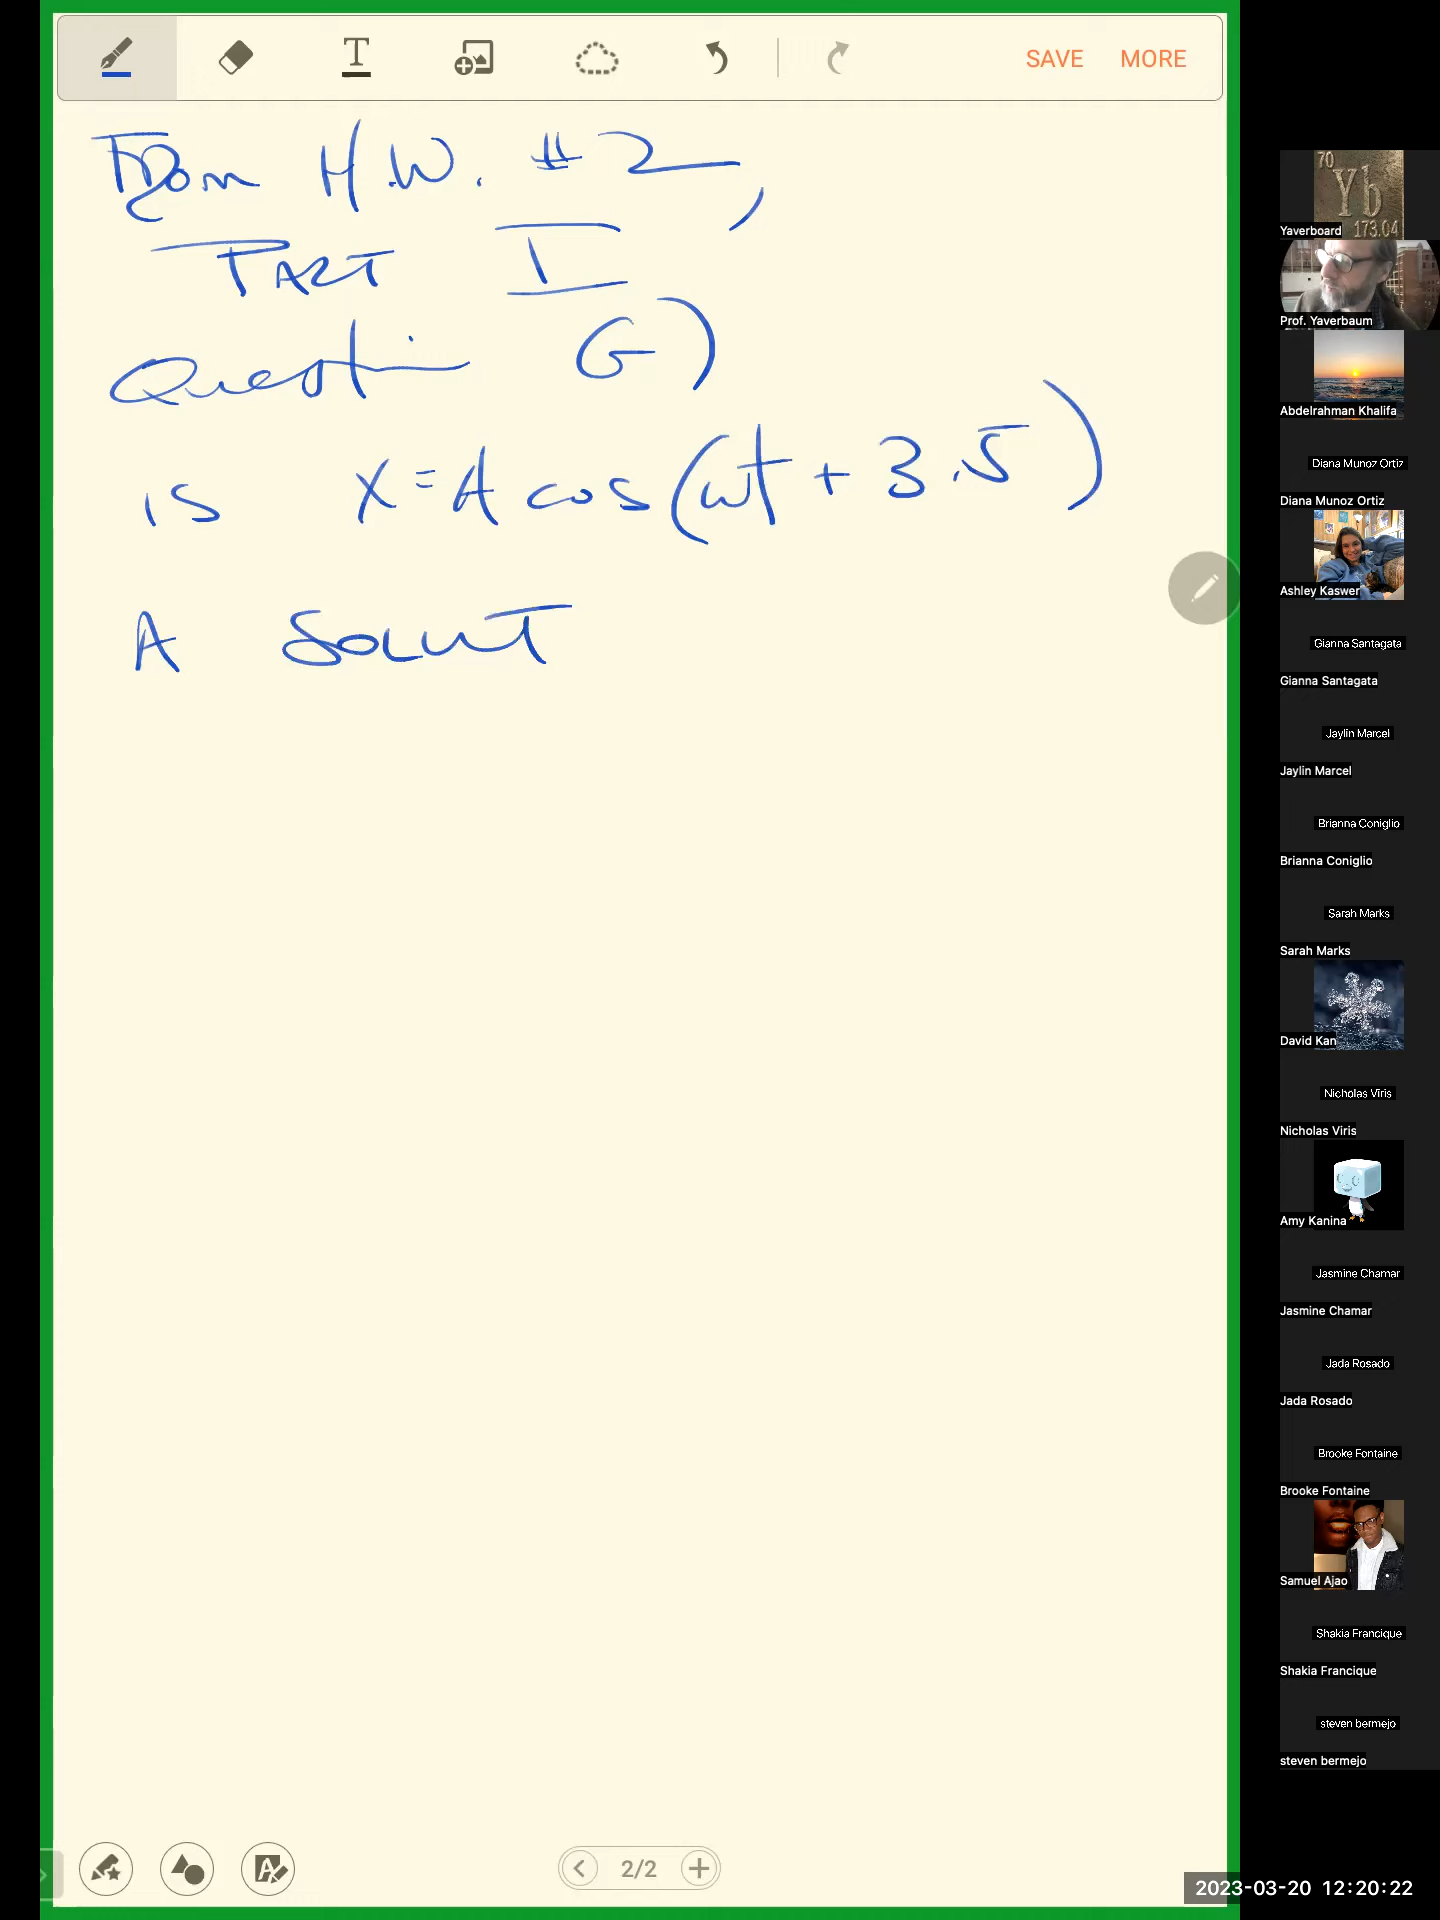 T
SAVE
MORE
From H.W. #2,
PART I
Question G)
is x = A cos(ωt + 3.5)
A SOLUT
2/2
A
70
Yb
173.04
Yaverboard
Prof. Yaverbaum
Abdelrahman Khalifa
Diana Munoz Ortiz
Diana Munoz Ortiz
Ashley Kaswer
Gianna Santagata
Gianna Santagata
Jaylin Marcel
Jaylin Marcel
Brianna Coniglio
Brianna Coniglio
Sarah Marks
Sarah Marks
David Kan
Nicholas Viris
Nicholas Viris
Amy Kanina
Jasmine Chamar
Jasmine Chamar
Jada Rosado
Jada Rosado
Brooke Fontaine
Brooke Fontaine
Samuel Ajao
Shakia Francique
Shakia Francique
steven bermejo
steven bermejo
2023-03-20 12:20:22